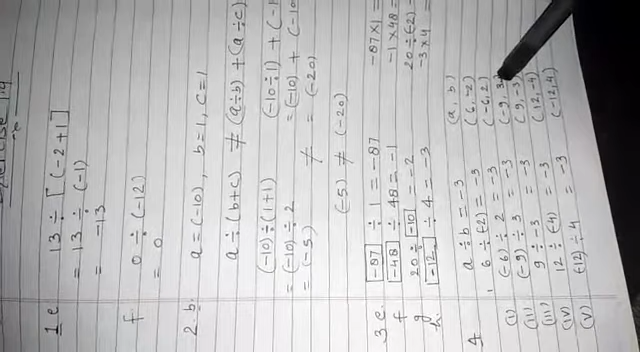 Exercise 1.4
1 e 13 ÷ [(-2+1]
= 13 ÷ (-1)
= -13
f 0 ÷ (-12)
= 0
2. b. a = (-10), b = 1, c = 1
a ÷ (b+c) ≠ (a ÷ b) + (a ÷ c)
(-10) ÷ (1+1) (-10 ÷ 1) + (-1
= (-10) ÷ 2 = (-10) + (-10
= (-5) ≠ = (-20)
(-5) ≠ (-20)
3 e. -87 ÷ 1 = -87 -87 x 1 =
f -48 ÷ 48 = -1 -1 x 48 =
g 20 ÷ -10 = -2 20 ÷ (-2) =
h -12 ÷ 4 = -3 -3 x 4 =
4 a ÷ b = -3 (a, b)
(i) 6 ÷ (-2) = -3 (6, -2)
(-6) ÷ 2 = -3 (-6, 2)
(ii) (-9) ÷ 3 = -3 (-9, 3)
(iii) 9 ÷ -3 = -3 (9, -3)
(iv) 12 ÷ (-4) = -3 (12, -4)
(v) (-12) ÷ 4 = -3 (-12, 4)